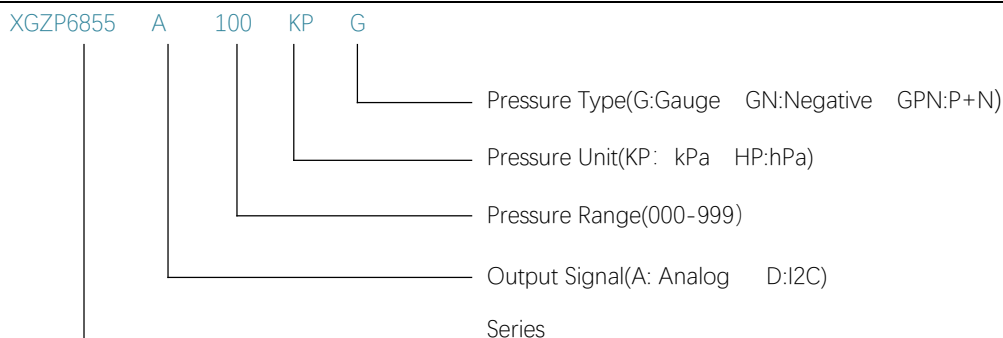 XGZP6855 A 100 KP G
Pressure Type(G:Gauge GN:Negative GPN:P+N)
Pressure Unit(KP： kPa HP:hPa)
Pressure Range(000-999）
Output Signal(A: Analog D:I2C)
Series